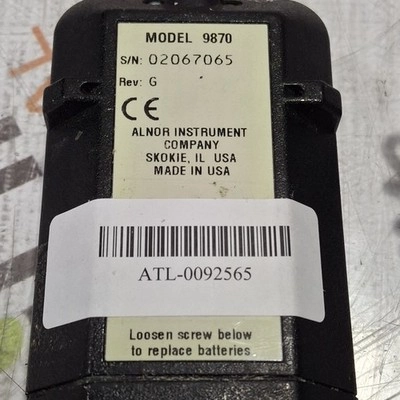 MODEL 9870
S/N: 02067065
Rev: G
CE
ALNOR INSTRUMENT
COMPANY
SKOKIE, IL USA
MADE IN USA
ATL-0092565
Loosen screw below
to replace batteries